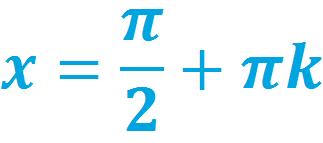 x = π/2 + πk